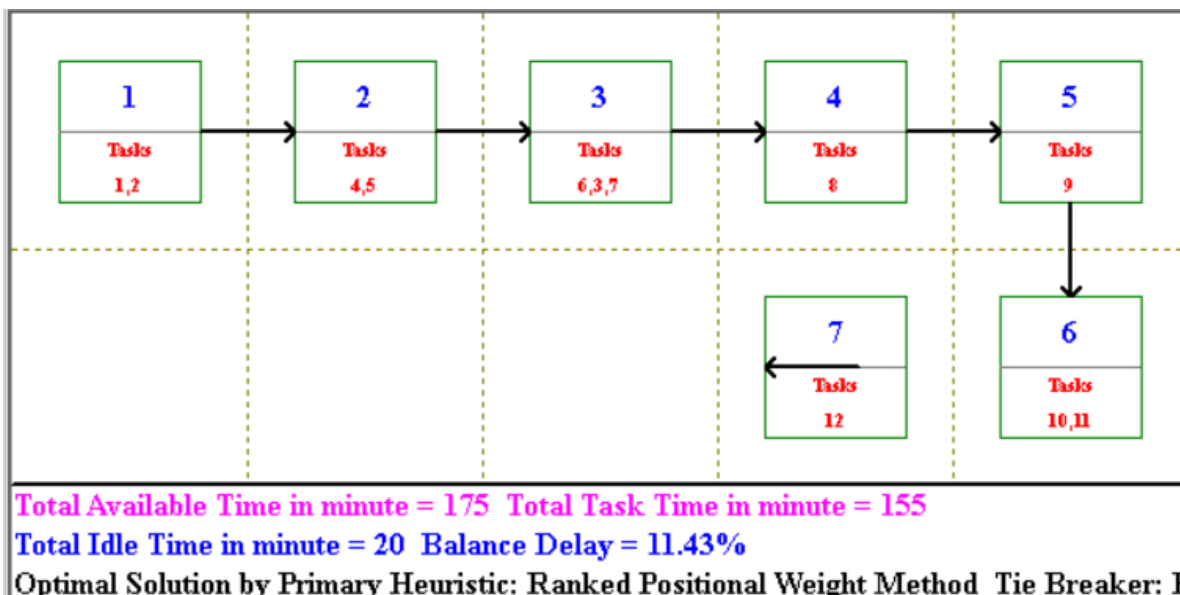 1 2 3 4 5
Tasks Tasks Tasks Tasks Tasks
1,2 4,5 6,3,7 8 9
7 6
Tasks Tasks
12 10,11
Total Available Time in minute = 175 Total Task Time in minute = 155
Total Idle Time in minute = 20 Balance Delay = 11.43%
Optimal Solution by Primary Heuristic: Ranked Positional Weight Method Tie Breaker: